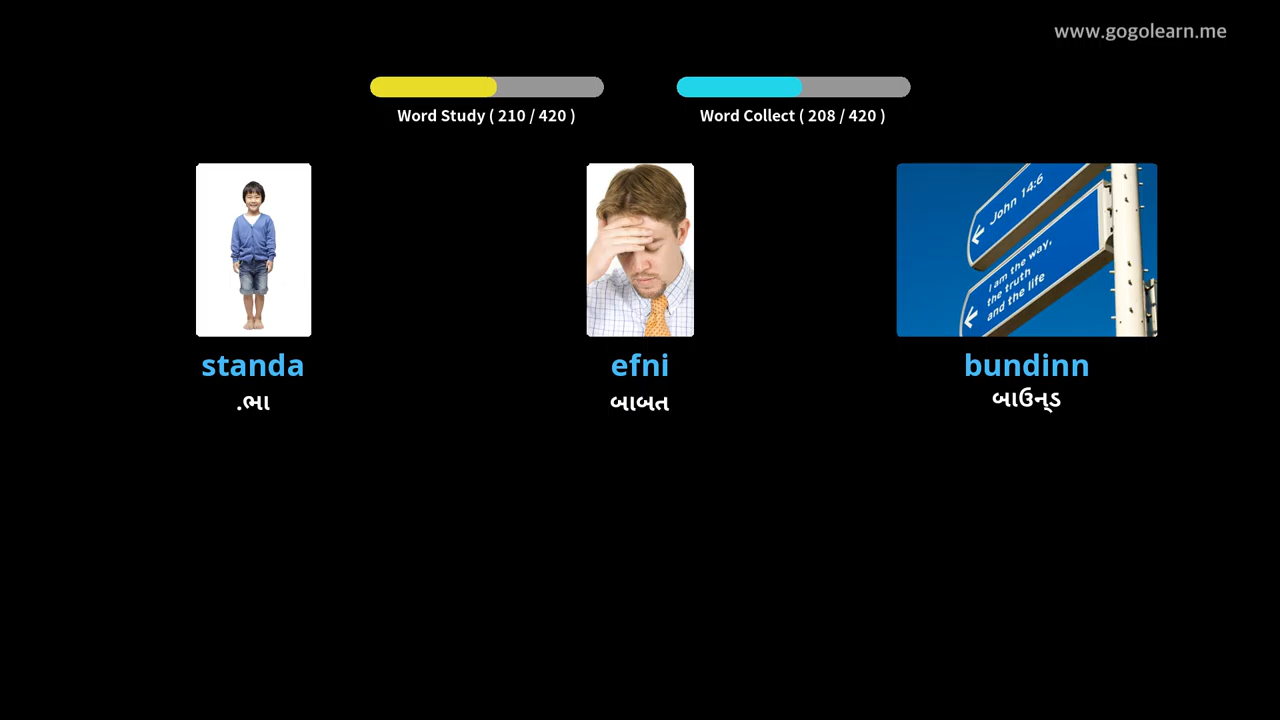 www.gogolearn.me
Word Study ( 210 / 420 )
Word Collect ( 208 / 420 )
John 14:6
I am the way,
the truth
and the life
standa
efni
bundinn
.ભા
બાબત
બાઉન્ડ